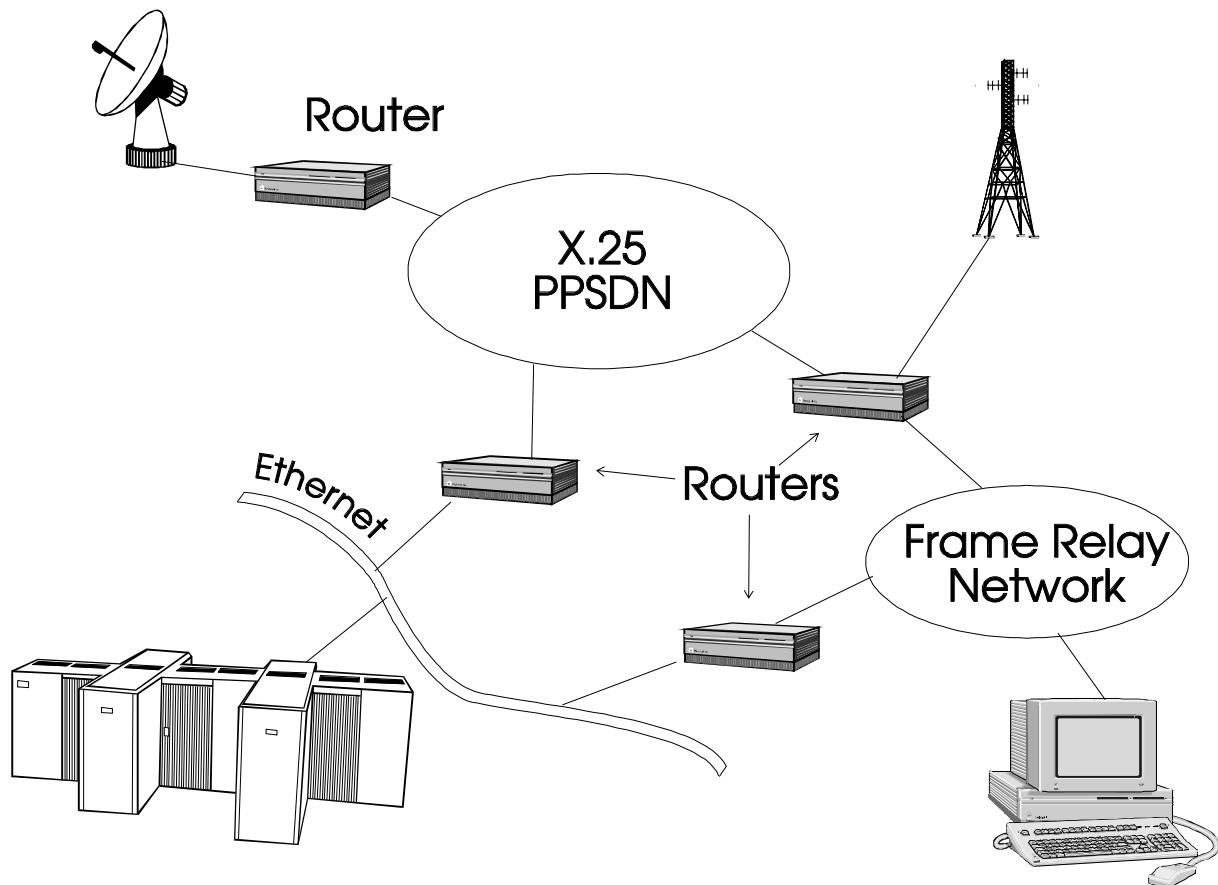 Router
X.25
PPSDN
Ethernet
Routers
Frame Relay
Network